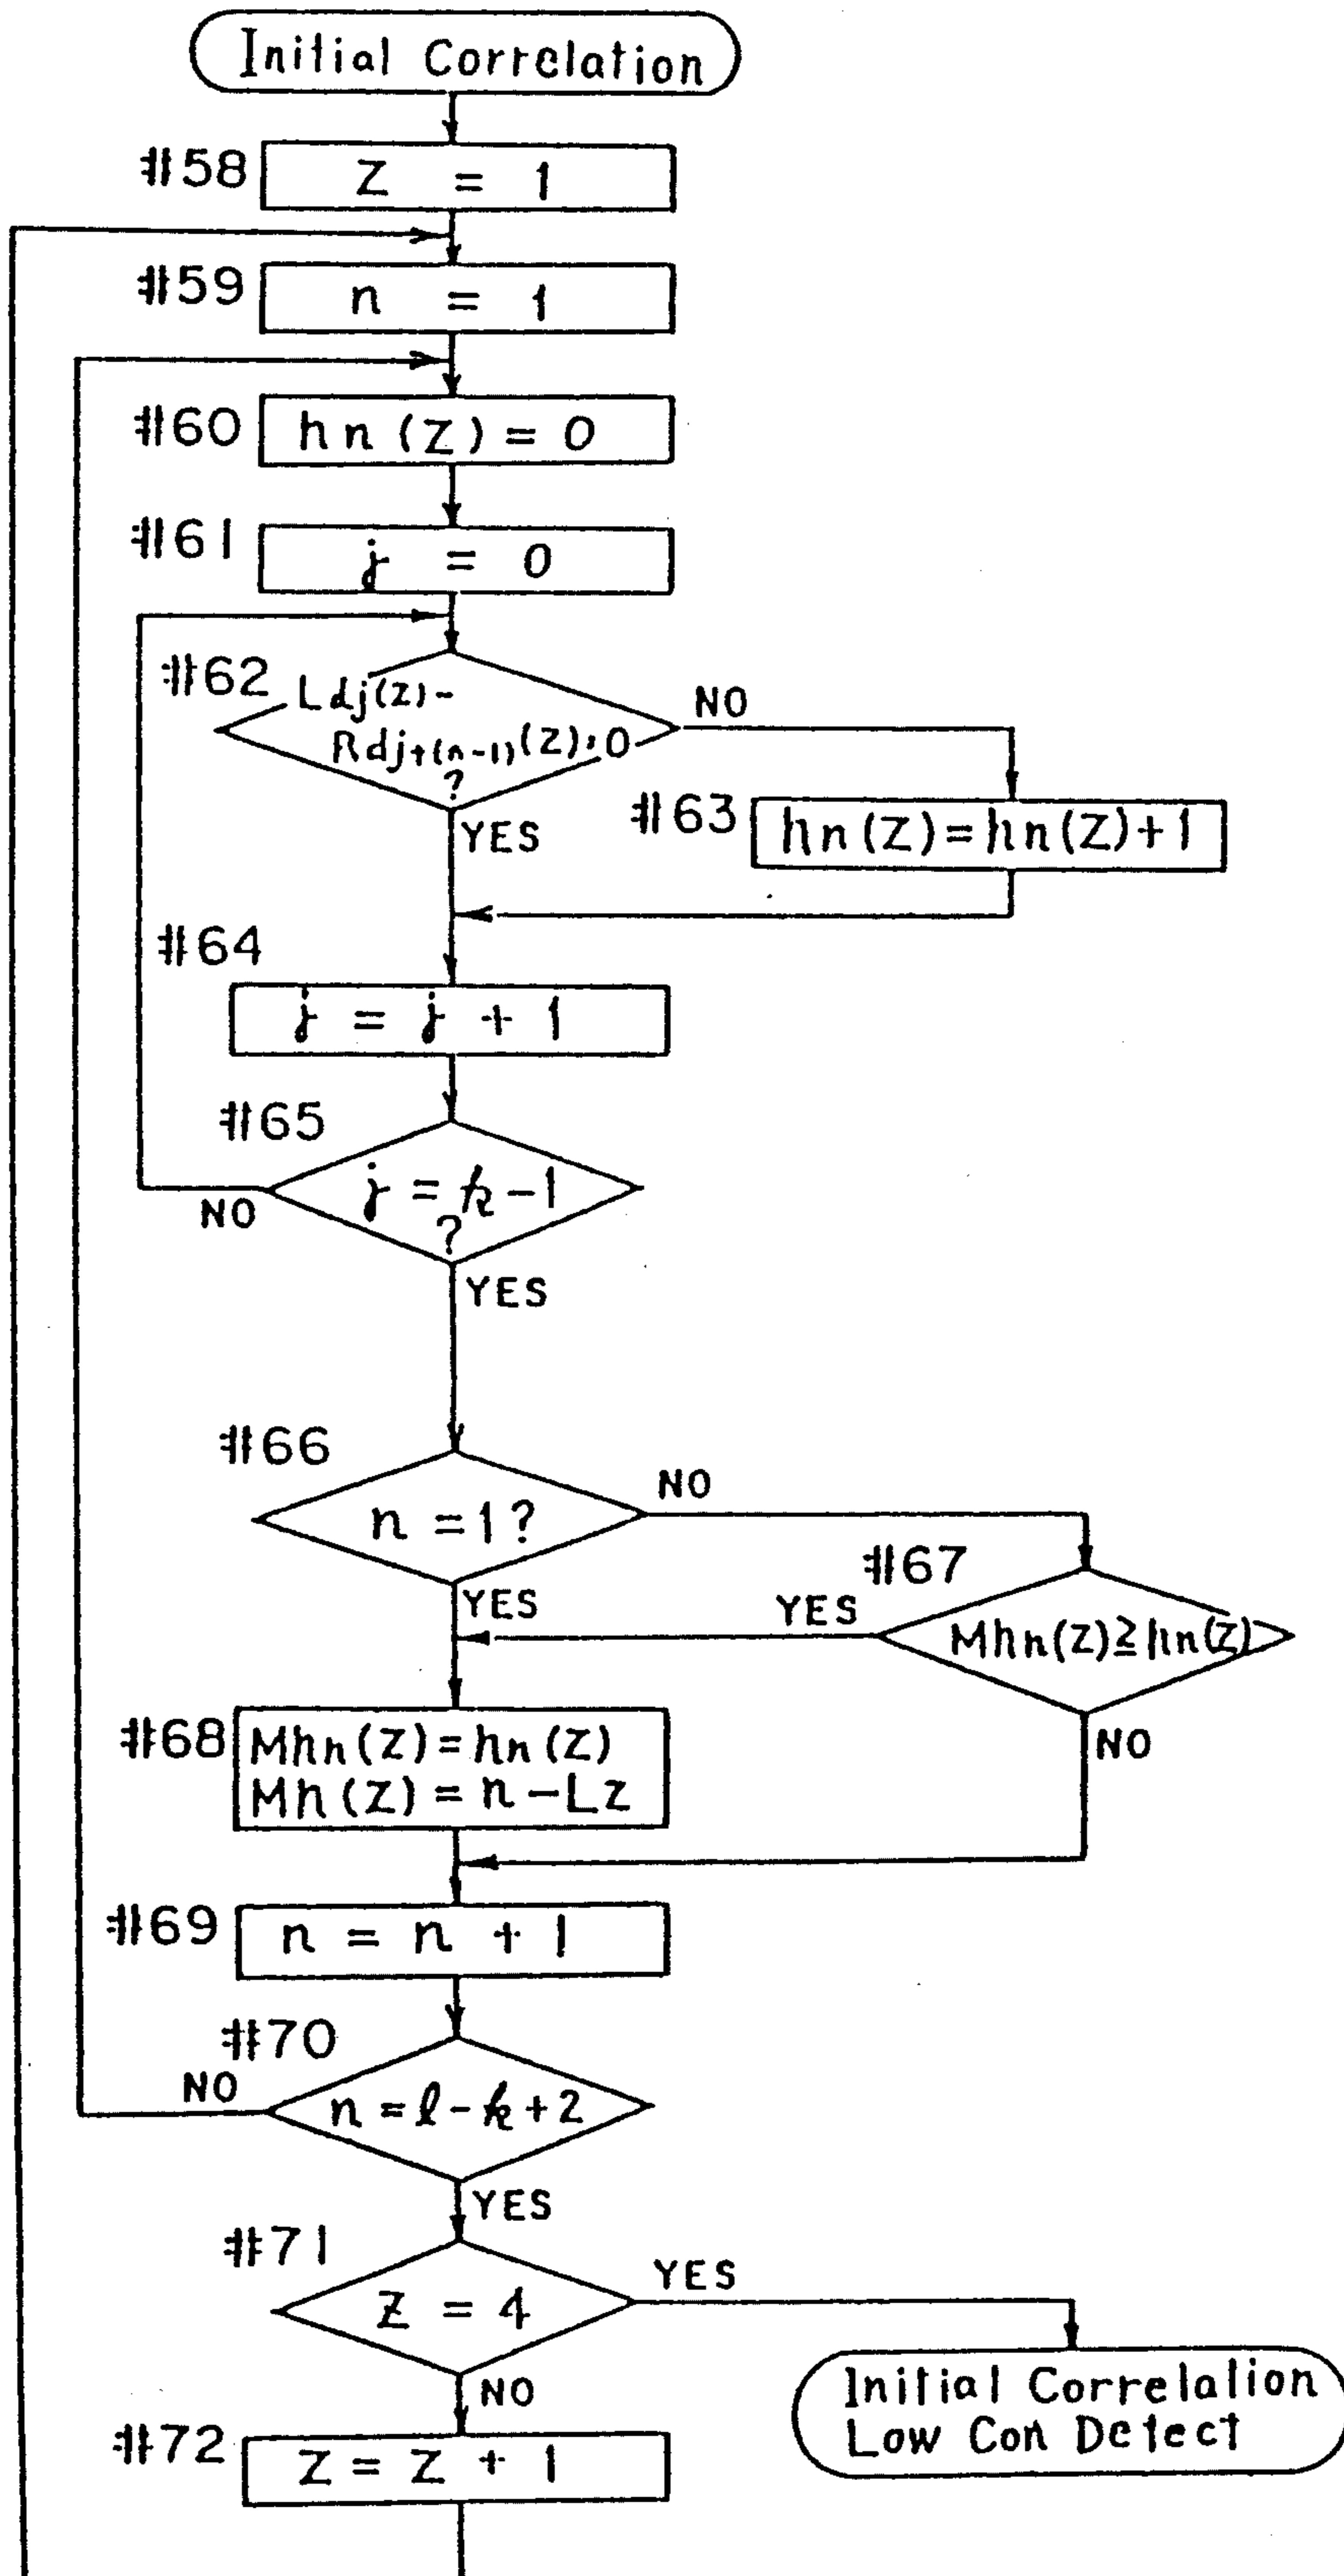 Initial Correlation
#58
Z = 1
#59
n = 1
#60
hn(Z) = 0
#61
j = 0
#62
Ldj(Z)-
Rdj+(n-1)(Z)=0
?
NO
YES
#63
hn(Z)=hn(Z)+1
#64
j = j + 1
#65
j = k-1
?
NO
YES
#66
n = 1?
NO
YES
#67
Mhn(Z)≧hn(Z)
YES
NO
#68
Mhn(Z)=hn(Z)
Mn(Z)=n-Lz
#69
n = n + 1
#70
n = l-k+2
NO
YES
#71
Z = 4
YES
NO
#72
Z = Z + 1
Initial Correlation
Low Con Detect